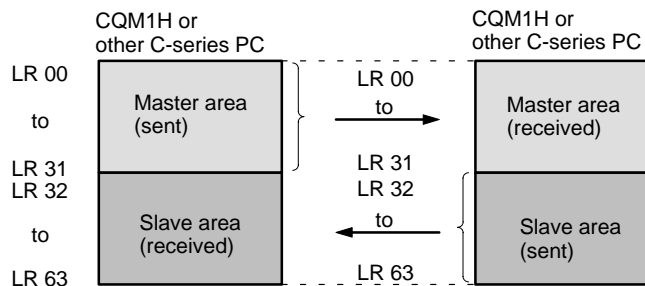 CQM1H or
other C-series PC
CQM1H or
other C-series PC
LR 00
to
LR 31
LR 32
to
LR 63
Master area
(sent)
Slave area
(received)
LR 00
to
LR 31
LR 32
to
LR 63
Master area
(received)
Slave area
(sent)